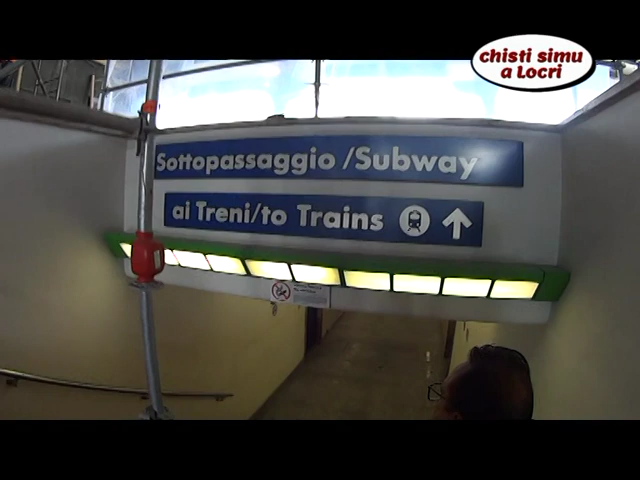 chisti simu
a Locri
Sottopassaggio /Subway
ai Treni/to Trains